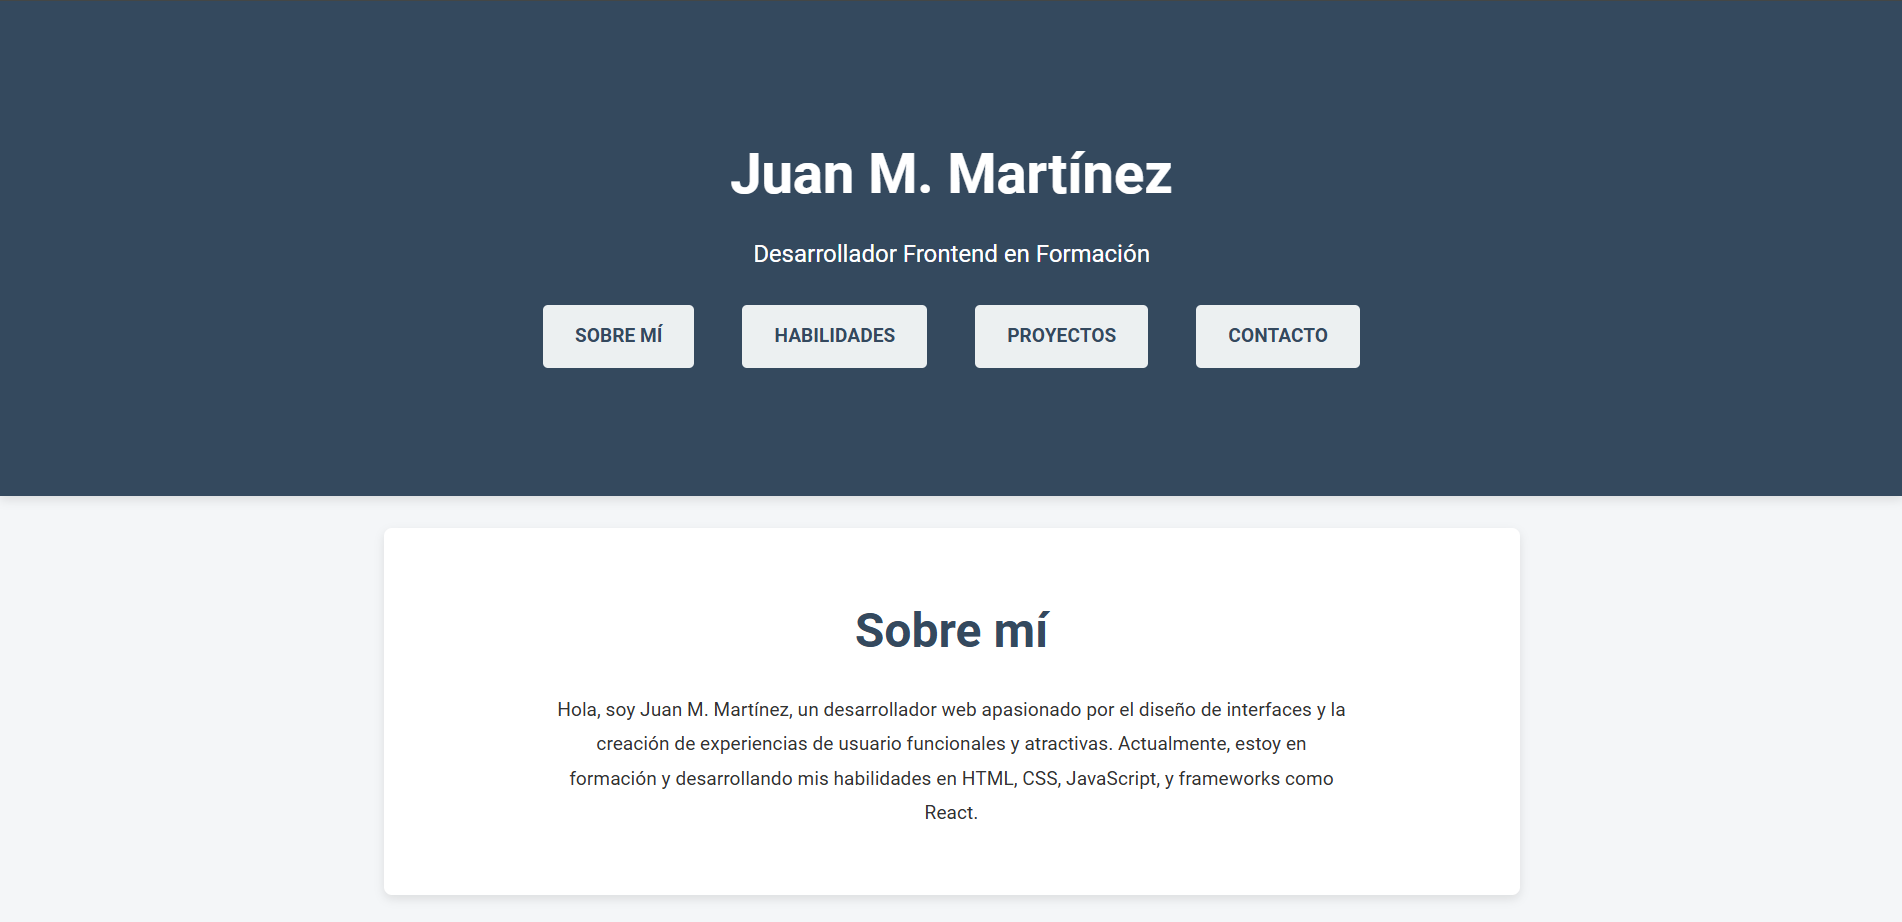 Juan M. Martínez
Desarrollador Frontend en Formación
SOBRE MÍ
HABILIDADES
PROYECTOS
CONTACTO
Sobre mí
Hola, soy Juan M. Martínez, un desarrollador web apasionado por el diseño de interfaces y la
creación de experiencias de usuario funcionales y atractivas. Actualmente, estoy en
formación y desarrollando mis habilidades en HTML, CSS, JavaScript, y frameworks como
React.